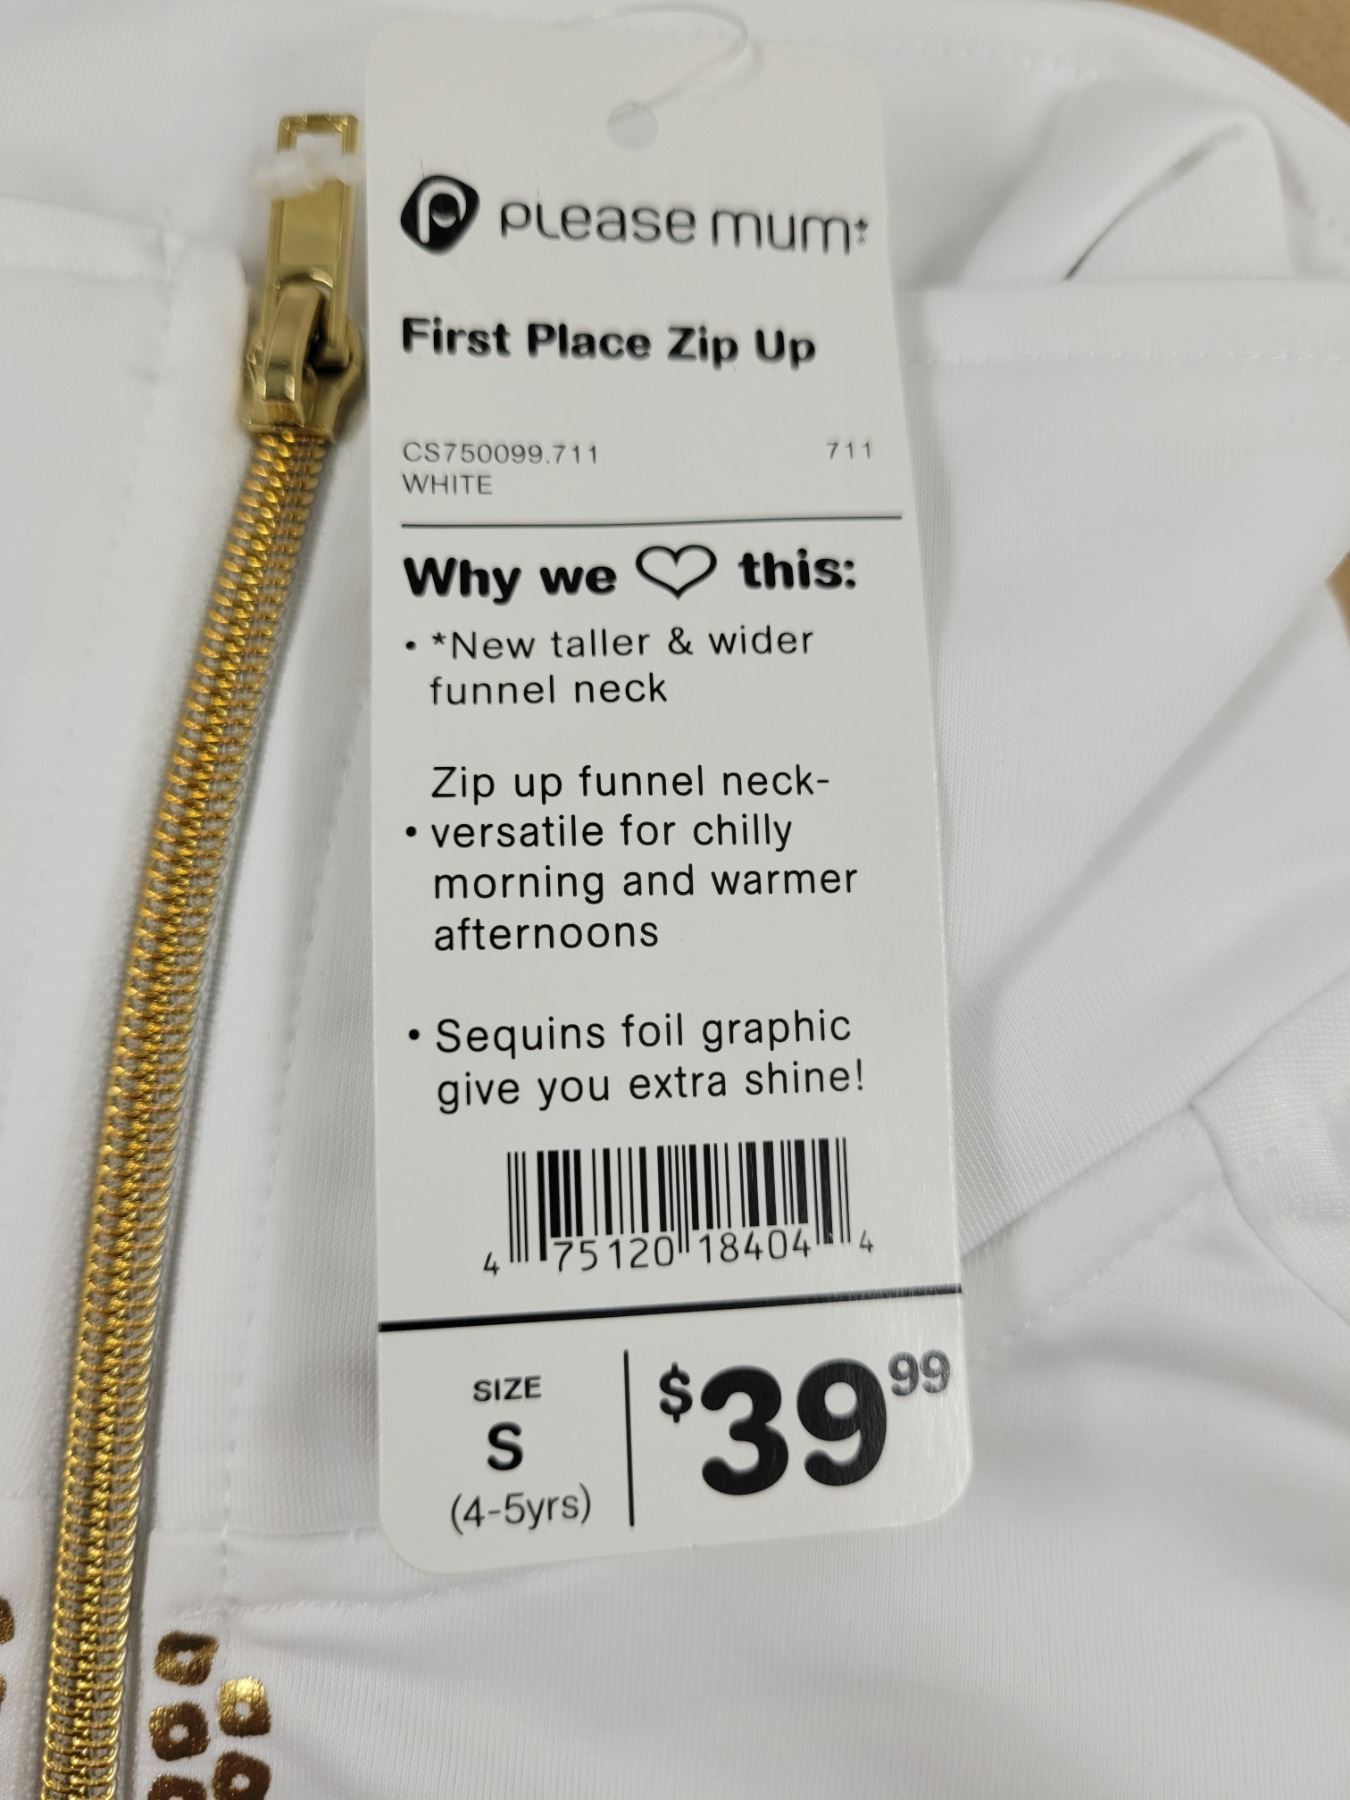 please mum
First Place Zip Up
CS750099.711 711
WHITE
Why we ♡ this:
• *New taller & wider
funnel neck
Zip up funnel neck-
• versatile for chilly
morning and warmer
afternoons
• Sequins foil graphic
give you extra shine!
4 75120 18404 4
SIZE
S
(4-5yrs)
$39 99